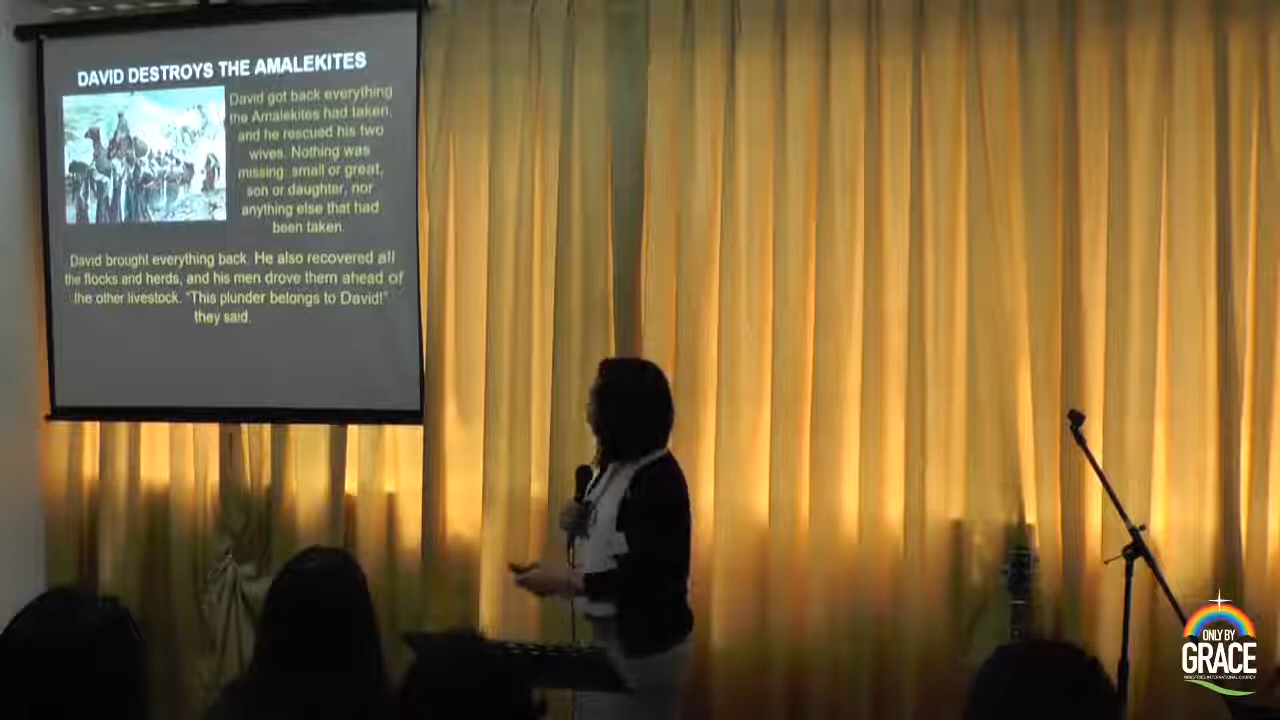 DAVID DESTROYS THE AMALEKITES
David got back everything
the Amalekites had taken,
and he rescued his two
wives. Nothing was
missing: small or great,
son or daughter, nor
anything else that had
been taken.
David brought everything back. He also recovered all
the flocks and herds, and his men drove them ahead of
the other livestock. "This plunder belongs to David!"
they said.
ONLY BY
GRACE
MINISTRIES INTERNATIONAL CHURCH